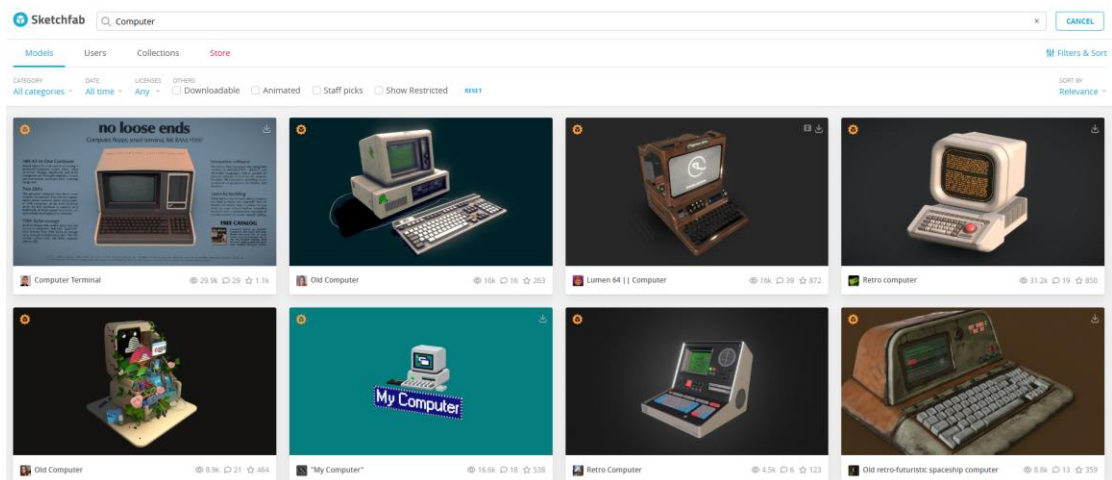 Sketchfab
Computer
×
CANCEL
Models Users Collections Store
Filters & Sort
CATEGORY DATE LICENSES OTHERS
All categories All time Any Downloadable Animated Staff picks Show Restricted RESET
SORT BY
Relevance
no loose ends
FREE CATALOG
Computer Terminal 29.9k 29 1.1k
Old Computer 16k 16 263
Lumen 64 || Computer 16k 39 872
Retro computer 31.2k 19 850
My Computer
Old Computer 8.9k 21 464
"My Computer" 16.6k 18 538
Retro Computer 4.5k 6 123
Old retro-futuristic spaceship computer 8.8k 13 359